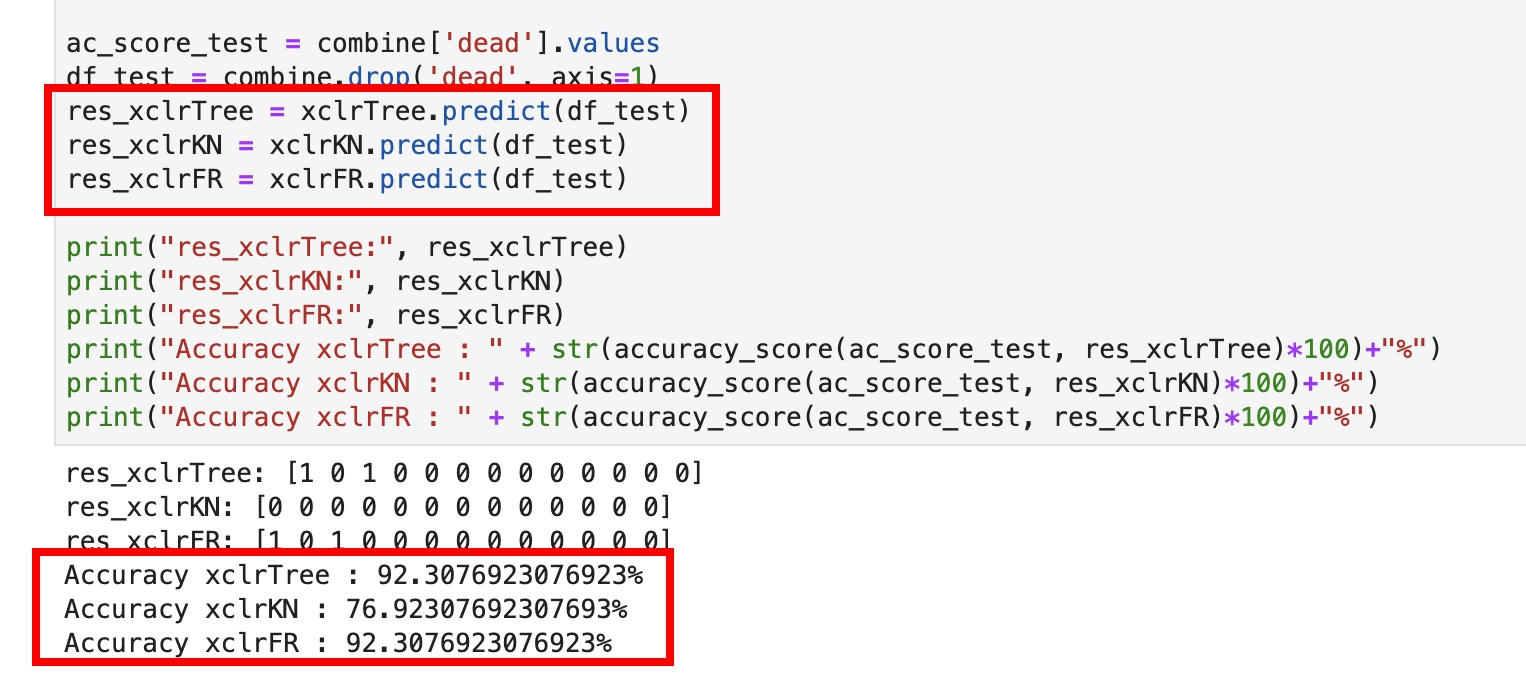 ac_score_test = combine['dead'].values
df_test = combine.drop('dead', axis=1)
res_xclrTree = xclrTree.predict(df_test)
res_xclrKN = xclrKN.predict(df_test)
res_xclrFR = xclrFR.predict(df_test)
print("res_xclrTree:", res_xclrTree)
print("res_xclrKN:", res_xclrKN)
print("res_xclrFR:", res_xclrFR)
print("Accuracy xclrTree : " + str(accuracy_score(ac_score_test, res_xclrTree)*100)+"%")
print("Accuracy xclrKN : " + str(accuracy_score(ac_score_test, res_xclrKN)*100)+"%")
print("Accuracy xclrFR : " + str(accuracy_score(ac_score_test, res_xclrFR)*100)+"%")
res_xclrTree: [1 0 1 0 0 0 0 0 0 0 0 0 0]
res_xclrKN: [0 0 0 0 0 0 0 0 0 0 0 0 0]
res_xclrFR: [1 0 1 0 0 0 0 0 0 0 0 0 0]
Accuracy xclrTree : 92.3076923076923%
Accuracy xclrKN : 76.92307692307693%
Accuracy xclrFR : 92.3076923076923%